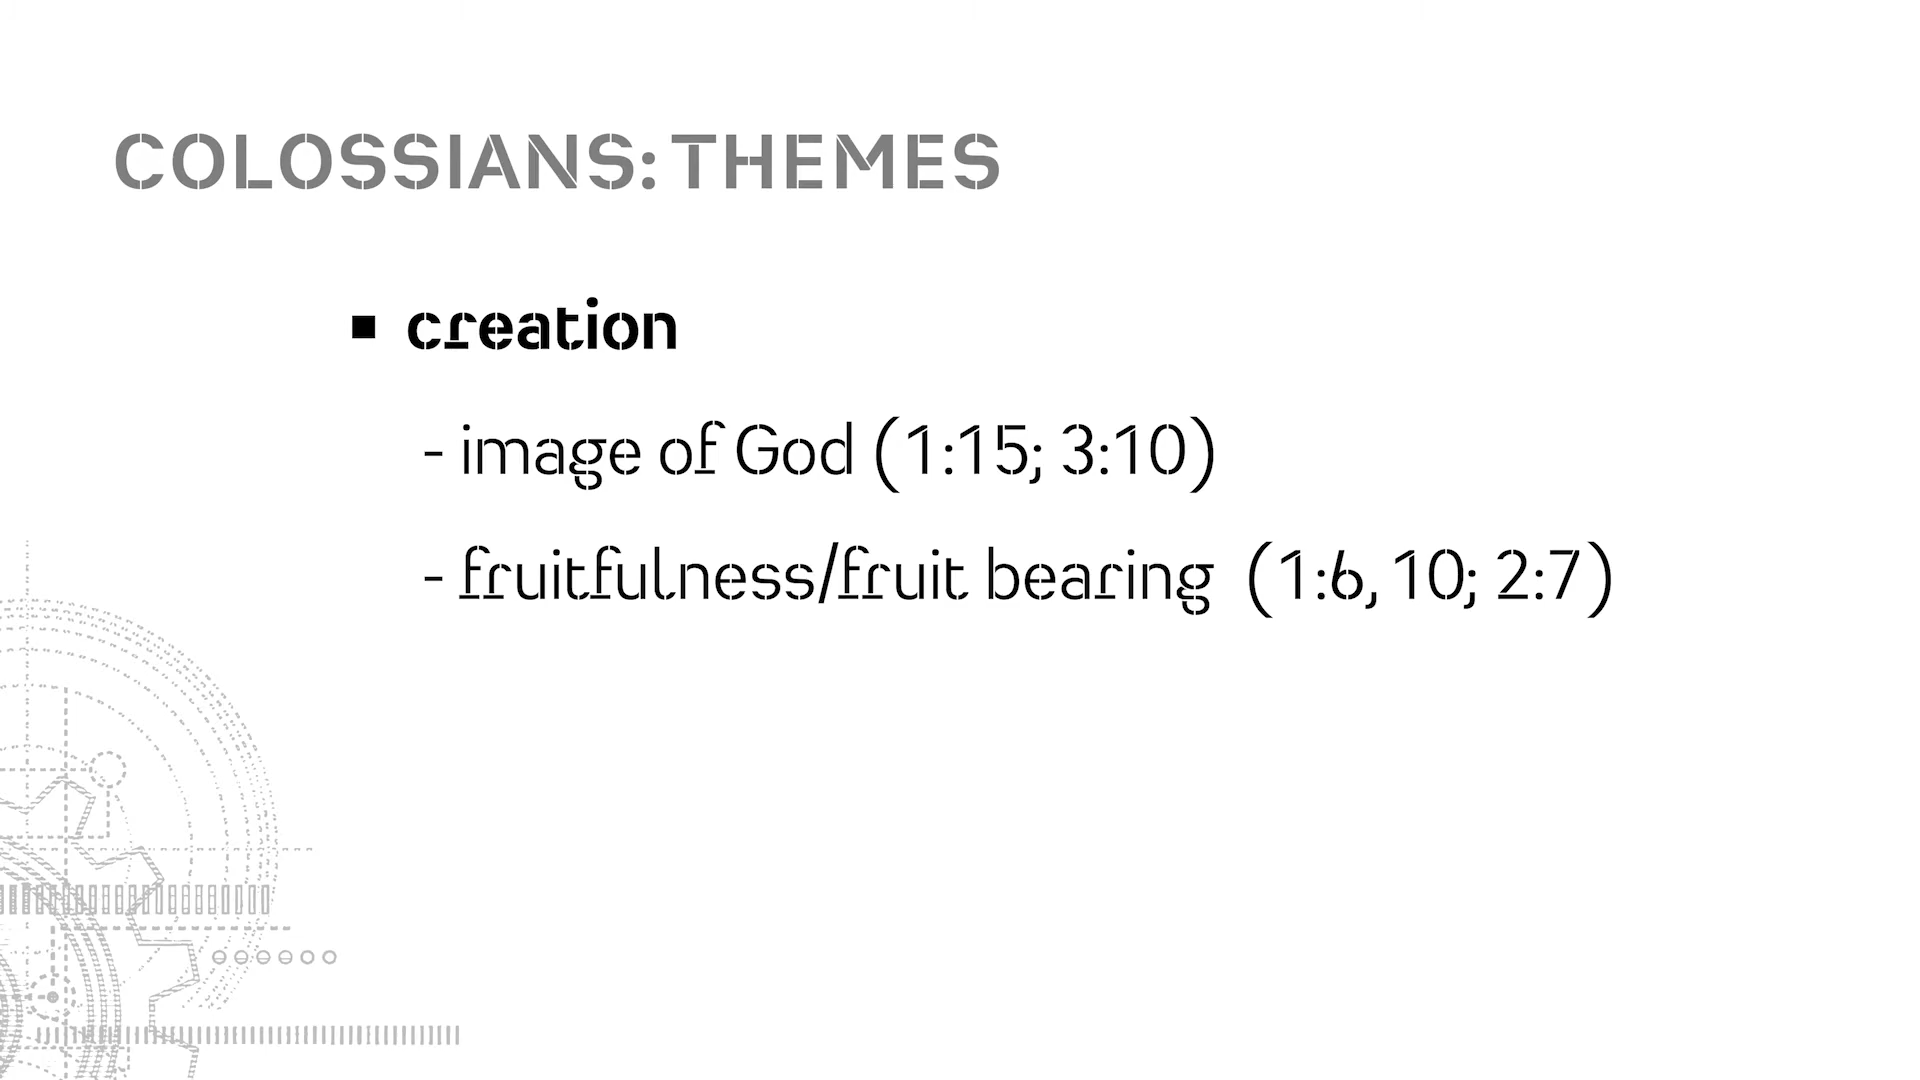 COLOSSIANS: THEMES
▪ creation
- image of God (1:15; 3:10)
- fruitfulness/fruit bearing (1:6, 10; 2:7)